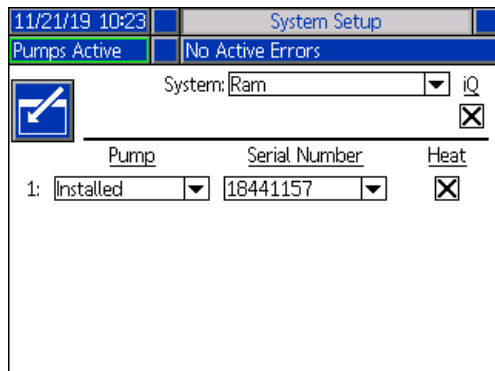 11/21/19 10:23 System Setup
Pumps Active No Active Errors
System: Ram iQ
Pump Serial Number Heat
1: Installed 18441157